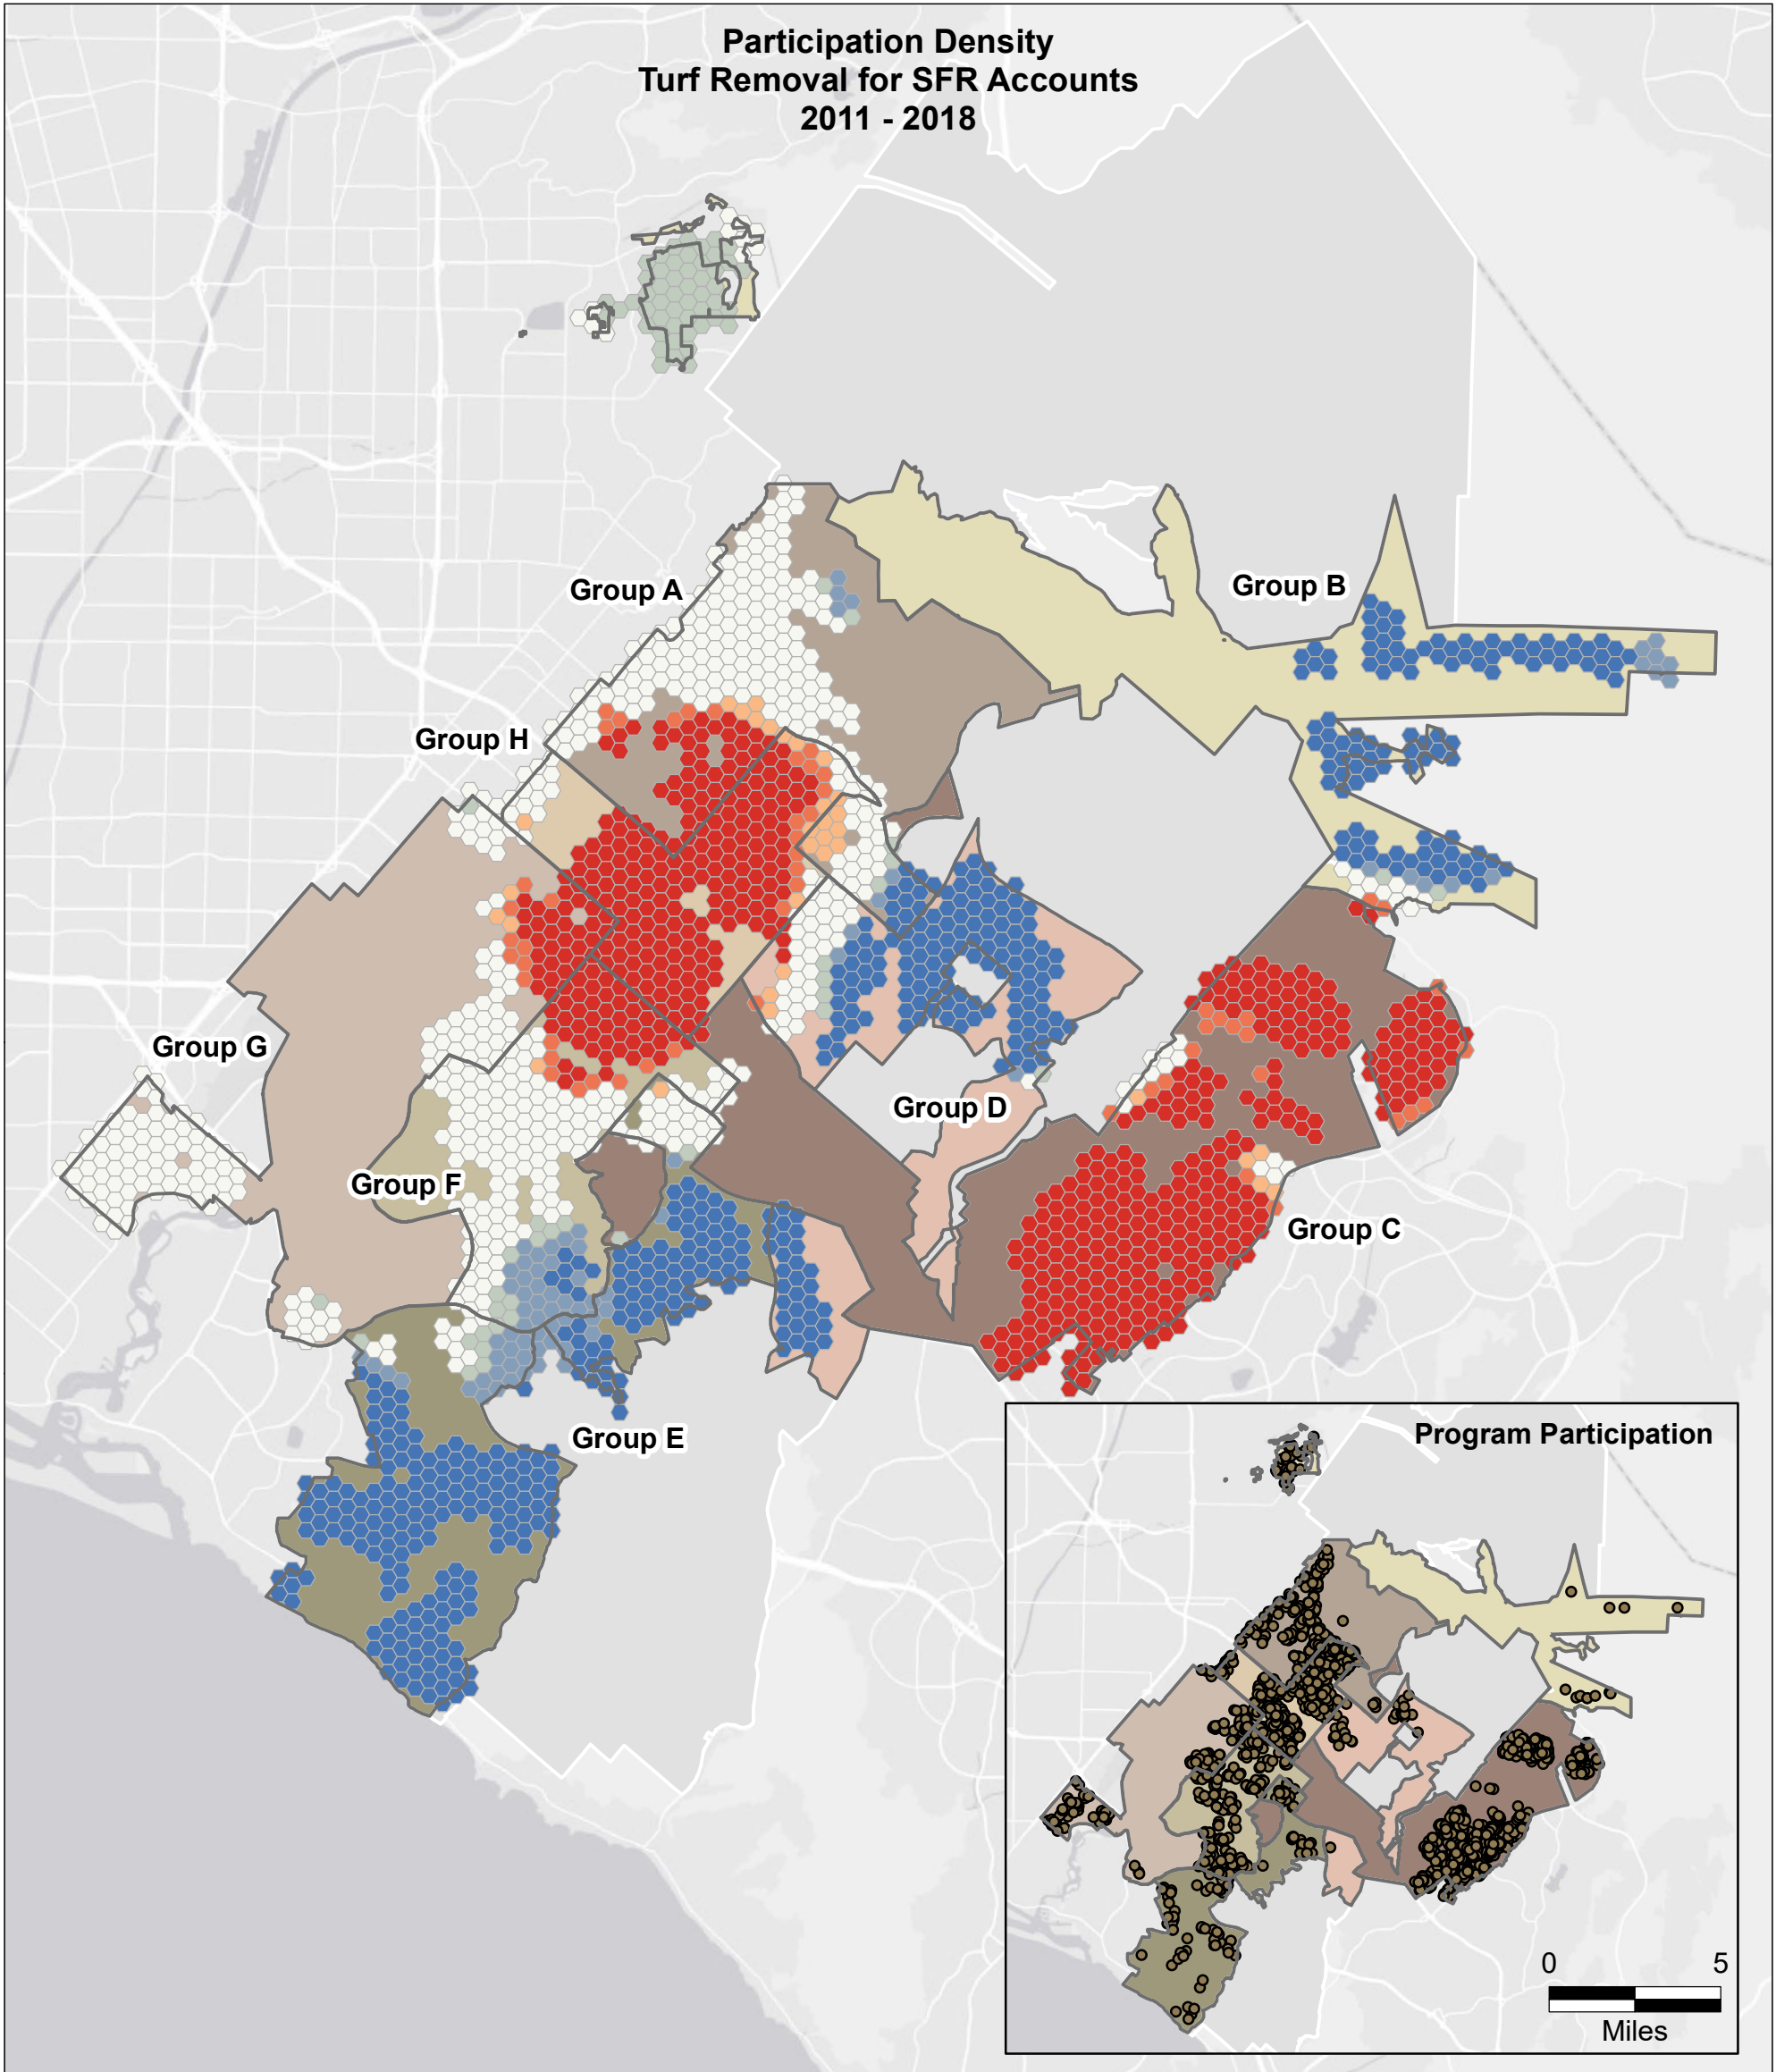 Participation Density
Turf Removal for SFR Accounts
2011 - 2018
Group A
Group B
Group H
Group G
Group D
Group F
Group C
Group E
Program Participation
0 5
Miles